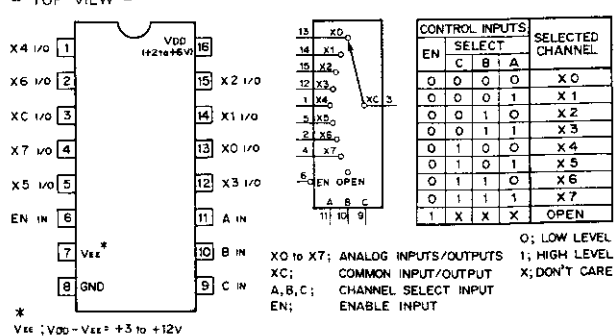 - TOP VIEW -
X4 I/O 1
X6 I/O 2
XC I/O 3
X7 I/O 4
X5 I/O 5
EN IN 6
7 VEE*
8 GND
VDD 16
(+2 to +6V)
15 X2 I/O
14 X1 I/O
13 X0 I/O
12 X3 I/O
11 A IN
10 B IN
9 C IN
*
VEE ; VDD - VEE = +3 to +12V
13 X0
14 X1
15 X2
12 X3
1 X4
5 X5
2 X6
4 X7
XC 3
6 EN OPEN
A B C
11 10 9
CONTROL INPUTS SELECTED CHANNEL
EN SELECT
C B A
0 0 0 0 X0
0 0 0 1 X1
0 0 1 0 X2
0 0 1 1 X3
0 1 0 0 X4
0 1 0 1 X5
0 1 1 0 X6
0 1 1 1 X7
1 X X X OPEN
0; LOW LEVEL
1; HIGH LEVEL
X; DON'T CARE
X0 to X7; ANALOG INPUTS/OUTPUTS
XC; COMMON INPUT/OUTPUT
A,B,C; CHANNEL SELECT INPUT
EN; ENABLE INPUT